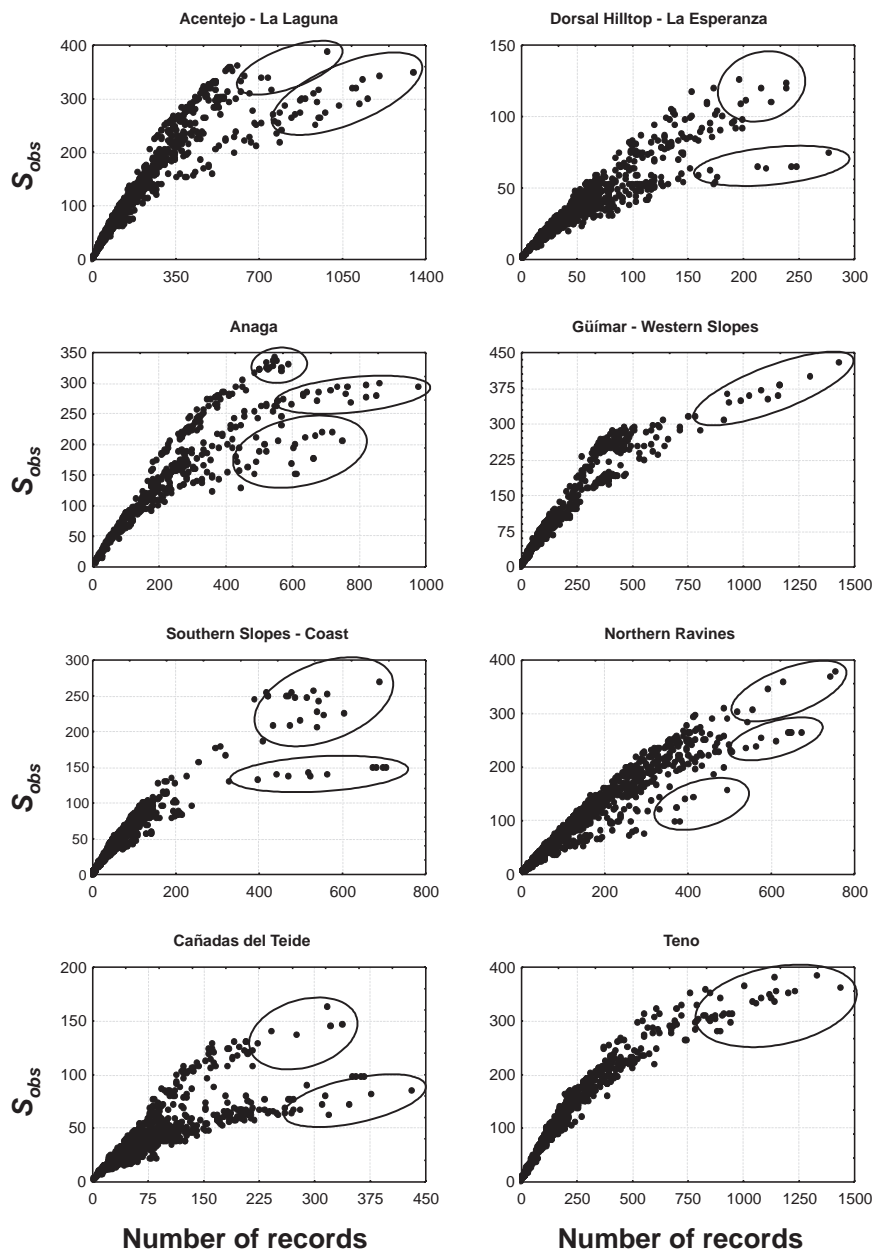 Acentejo - La Laguna
Dorsal Hilltop - La Esperanza
400
300
200
100
0
S obs
0 350 700 1050 1400
150
100
50
0
0 50 100 150 200 250 300
Anaga
Güímar - Western Slopes
350
300
250
200
150
100
50
0
S obs
0 200 400 600 800 1000
450
375
300
225
150
75
0
0 250 500 750 1000 1250 1500
Southern Slopes - Coast
Northern Ravines
300
250
200
150
100
50
0
S obs
0 200 400 600 800
400
300
200
100
0
0 200 400 600 800
Cañadas del Teide
Teno
200
150
100
50
0
S obs
0 75 150 225 300 375 450
400
300
200
100
0
0 250 500 750 1000 1250 1500
Number of records
Number of records